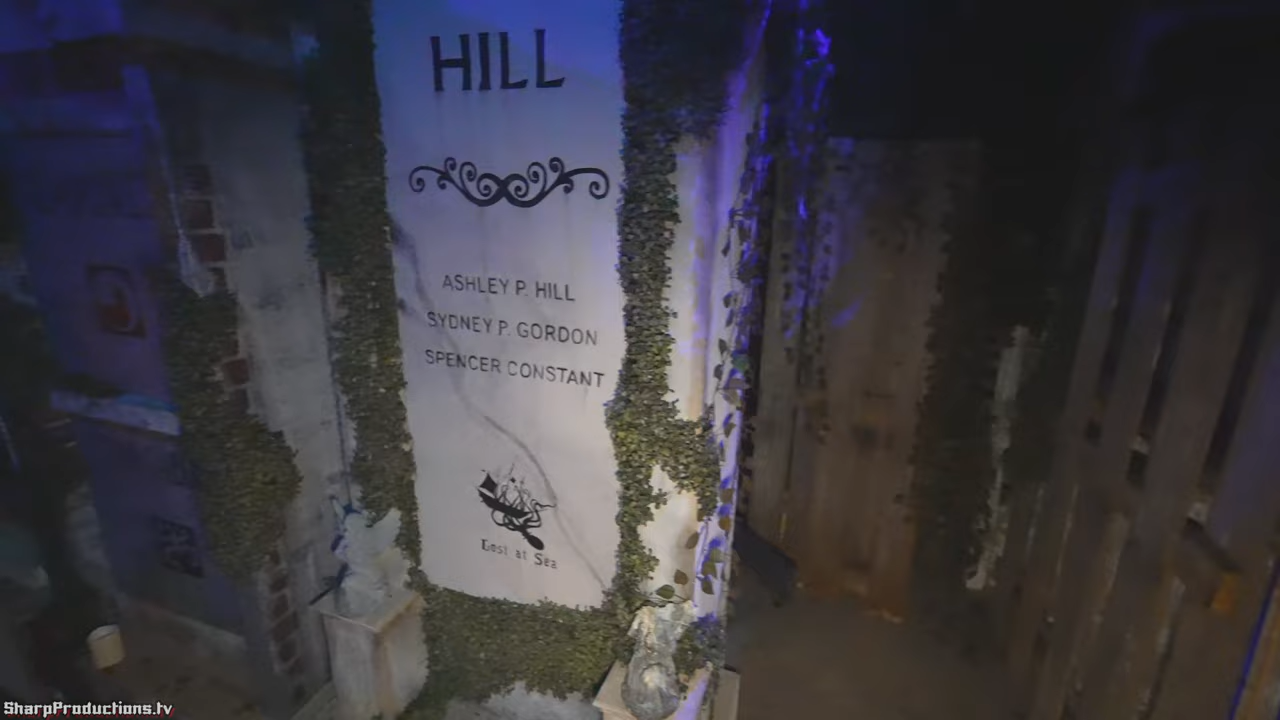 HILL
ASHLEY P. HILL
SYDNEY P. GORDON
SPENCER CONSTANT
Lost at Sea
SharpProductions.tv